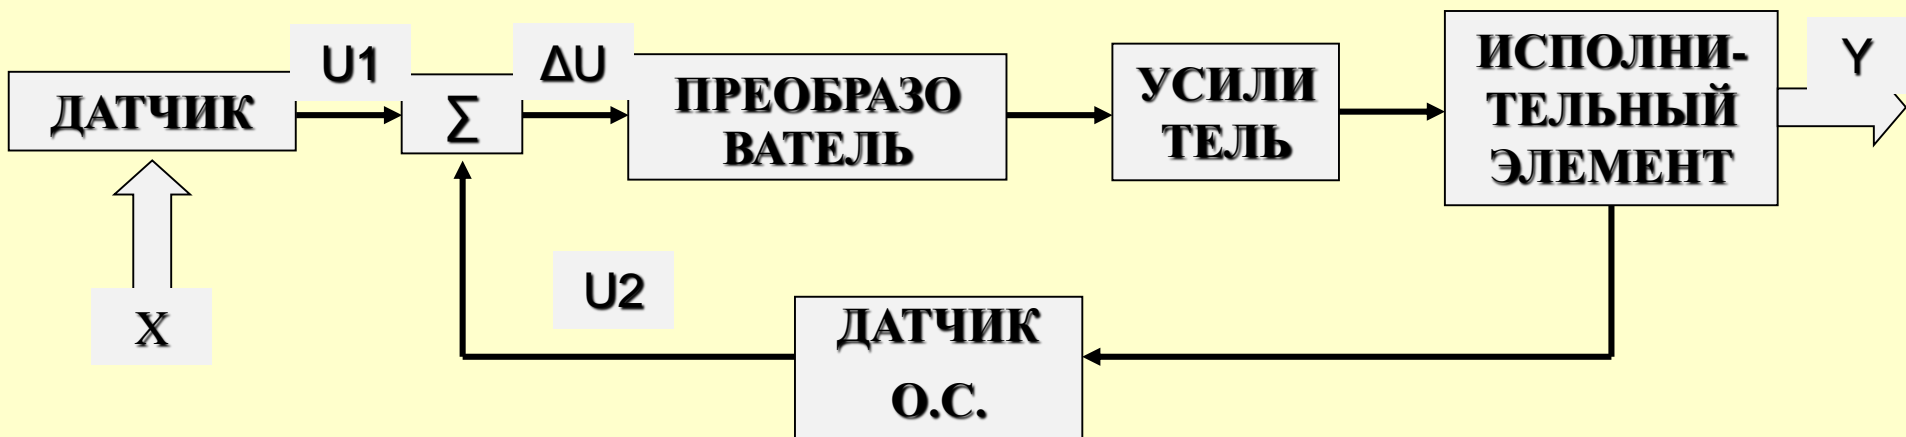 ДАТЧИК
U1
Σ
ΔU
ПРЕОБРАЗО
ВАТЕЛЬ
УСИЛИ
ТЕЛЬ
ИСПОЛНИ-
ТЕЛЬНЫЙ
ЭЛЕМЕНТ
Y
X
U2
ДАТЧИК
О.С.